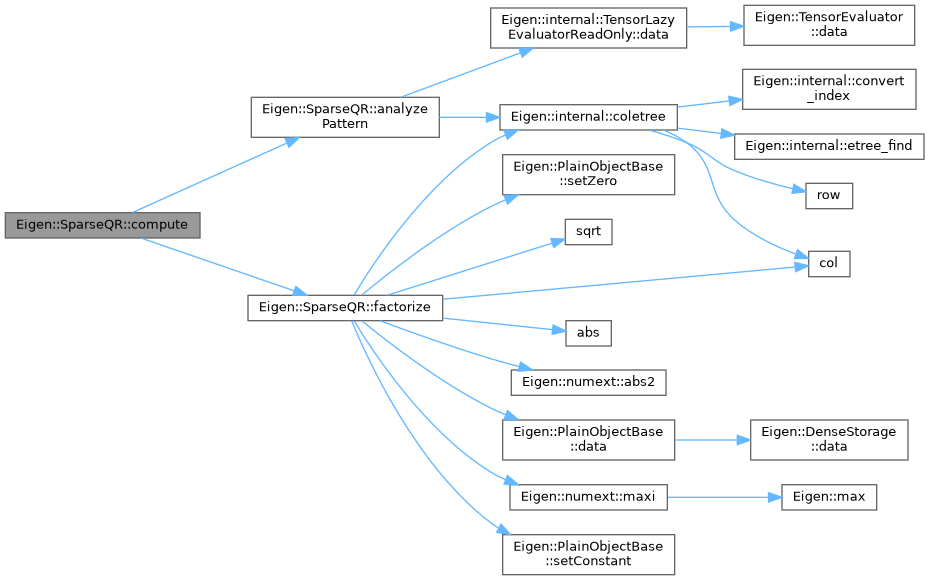 Eigen::SparseQR::compute
Eigen::SparseQR::analyze
Pattern
Eigen::SparseQR::factorize
Eigen::internal::TensorLazy
EvaluatorReadOnly::data
Eigen::internal::coletree
Eigen::PlainObjectBase
::setZero
sqrt
abs
Eigen::numext::abs2
Eigen::PlainObjectBase
::data
Eigen::numext::maxi
Eigen::PlainObjectBase
::setConstant
Eigen::TensorEvaluator
::data
Eigen::internal::convert
_index
Eigen::internal::etree_find
row
col
Eigen::DenseStorage
::data
Eigen::max